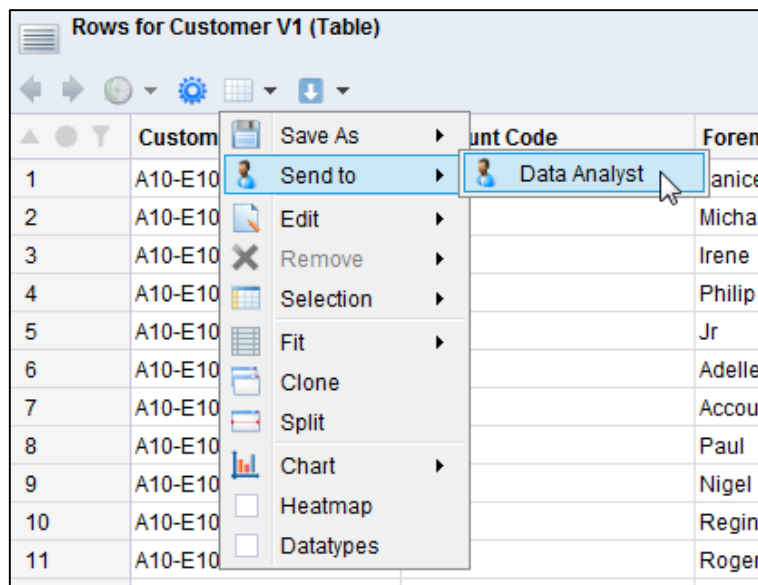 Rows for Customer V1 (Table)
Custom
unt Code
Foren
Save As
Send to
Data Analyst
Edit
Remove
Selection
Fit
Clone
Split
Chart
Heatmap
Datatypes
1 A10-E10 anice
2 A10-E10 Micha
3 A10-E10 Irene
4 A10-E10 Philip
5 A10-E10 Jr
6 A10-E10 Adelle
7 A10-E10 Accou
8 A10-E10 Paul
9 A10-E10 Nigel
10 A10-E10 Regin
11 A10-E10 Roger